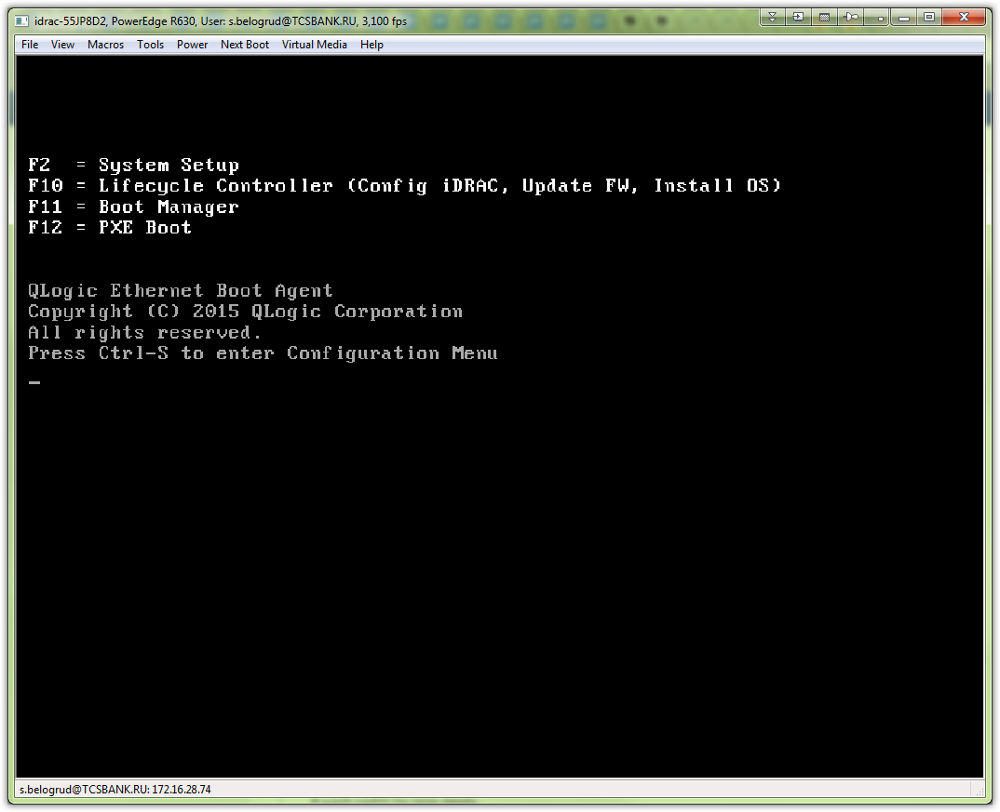 idrac-55JP8D2, PowerEdge R630, User: s.belogrud@TCSBANK.RU, 3,100 fps
File View Macros Tools Power Next Boot Virtual Media Help
F2 = System Setup
F10 = Lifecycle Controller (Config iDRAC, Update FW, Install OS)
F11 = Boot Manager
F12 = PXE Boot
QLogic Ethernet Boot Agent
Copyright (C) 2015 QLogic Corporation
All rights reserved.
Press Ctrl-S to enter Configuration Menu
_
s.belogrud@TCSBANK.RU: 172.16.28.74